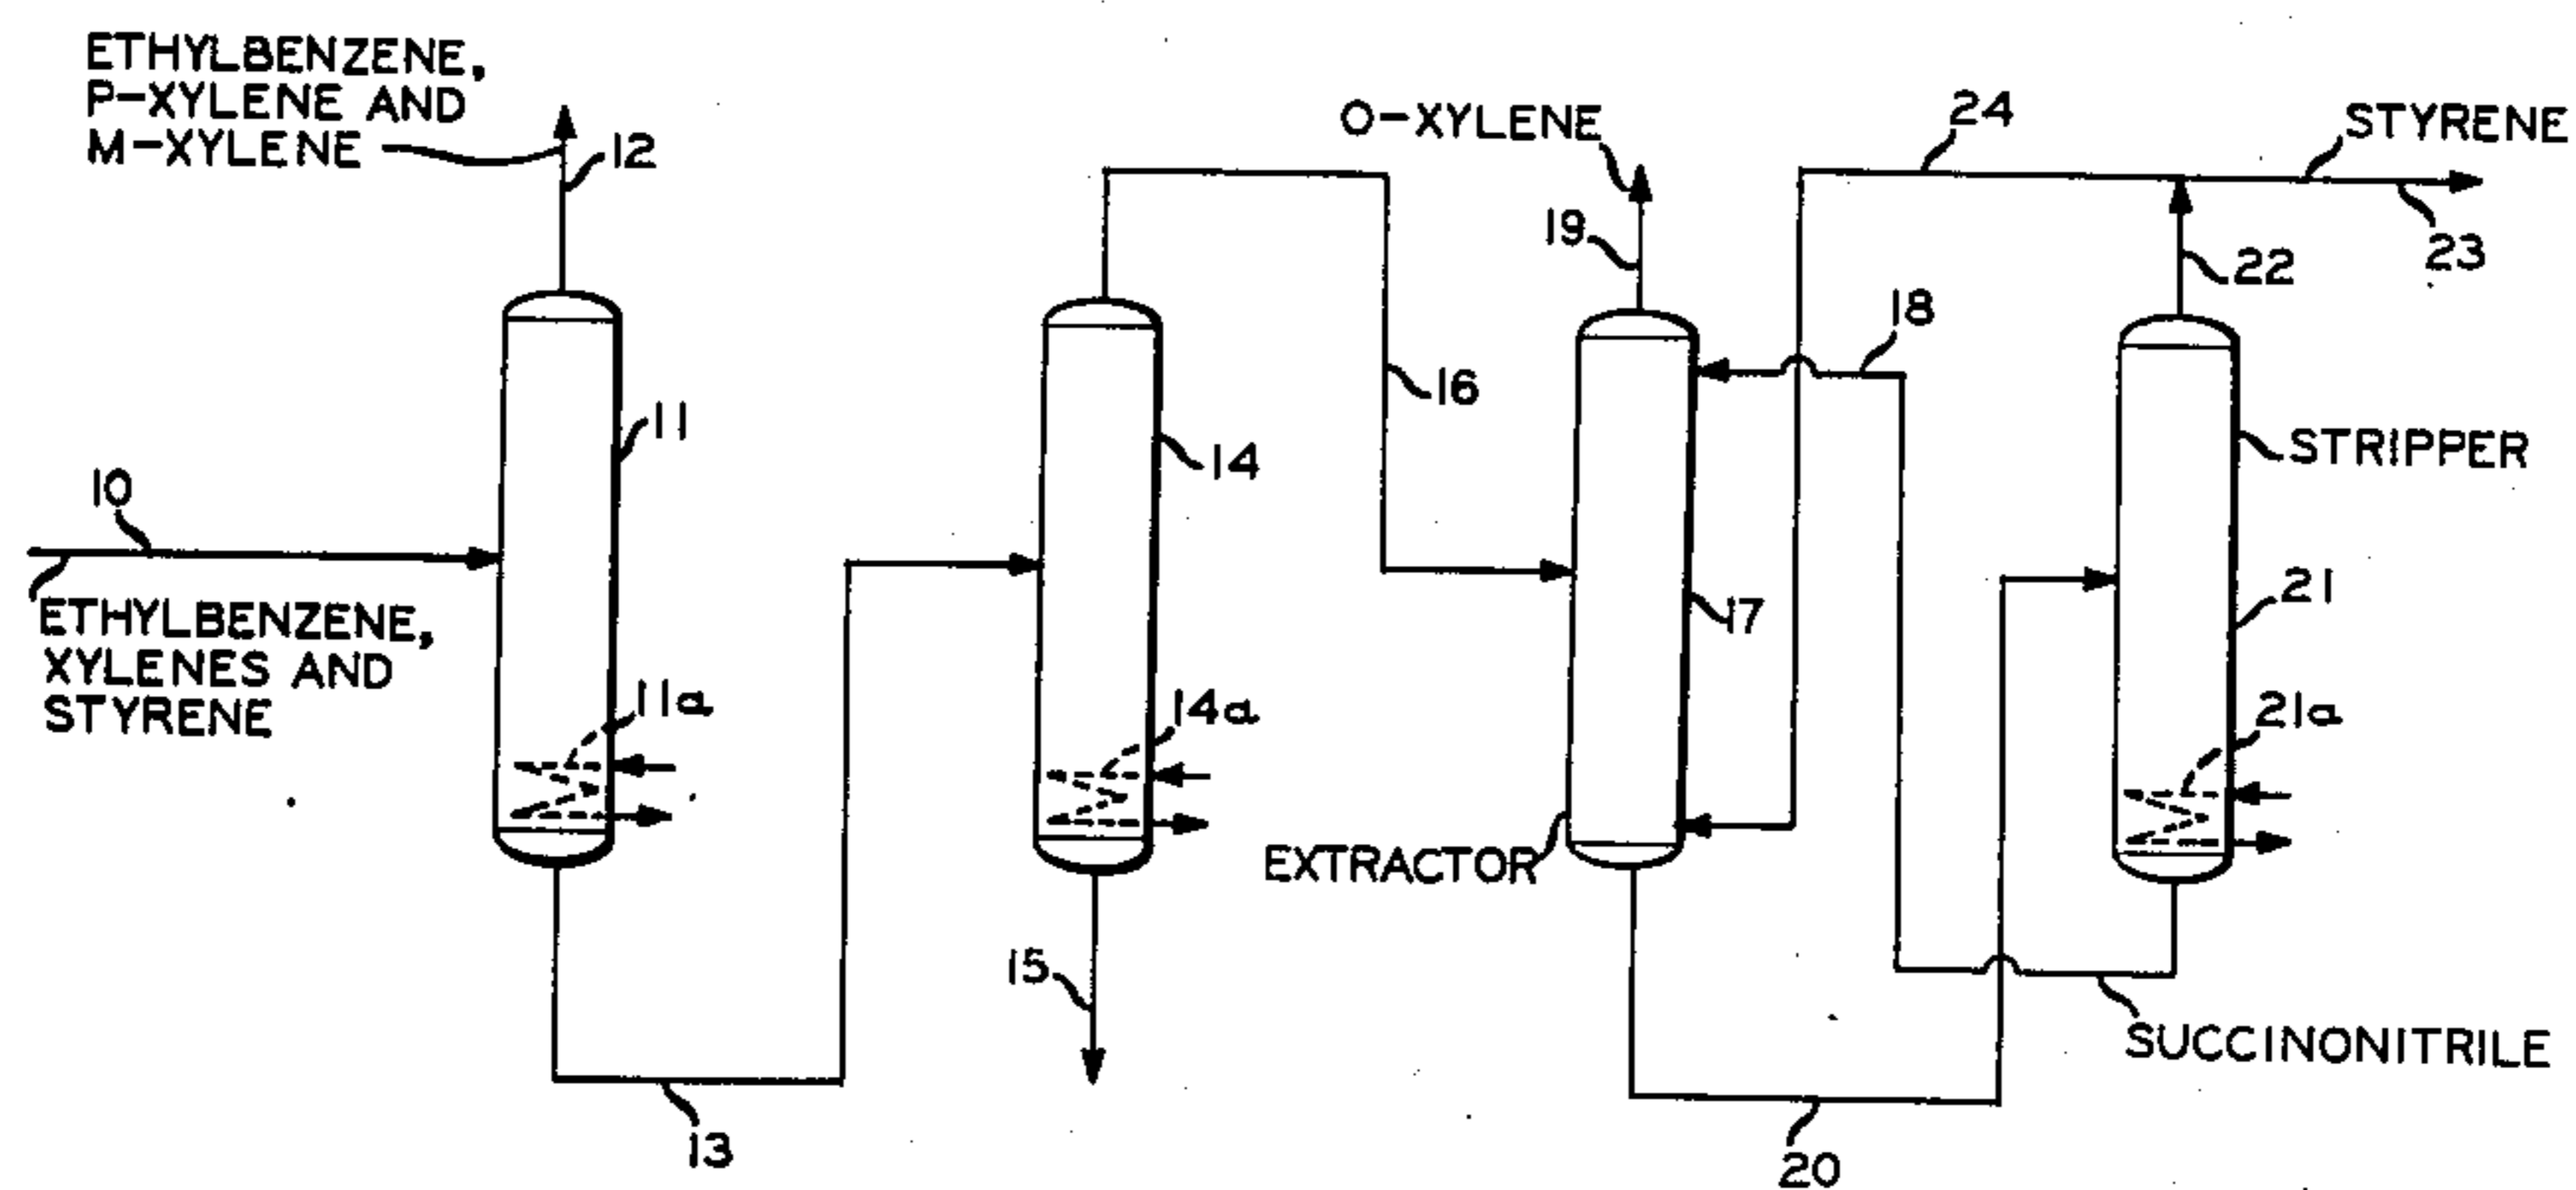 ETHYLBENZENE,
P-XYLENE AND
M-XYLENE
12
O-XYLENE
24
STYRENE
19
22
23
18
16
11
14
STRIPPER
10
ETHYLBENZENE,
XYLENES AND
STYRENE
17
21
11a
14a
21a
EXTRACTOR
15
SUCCINONITRILE
13
20